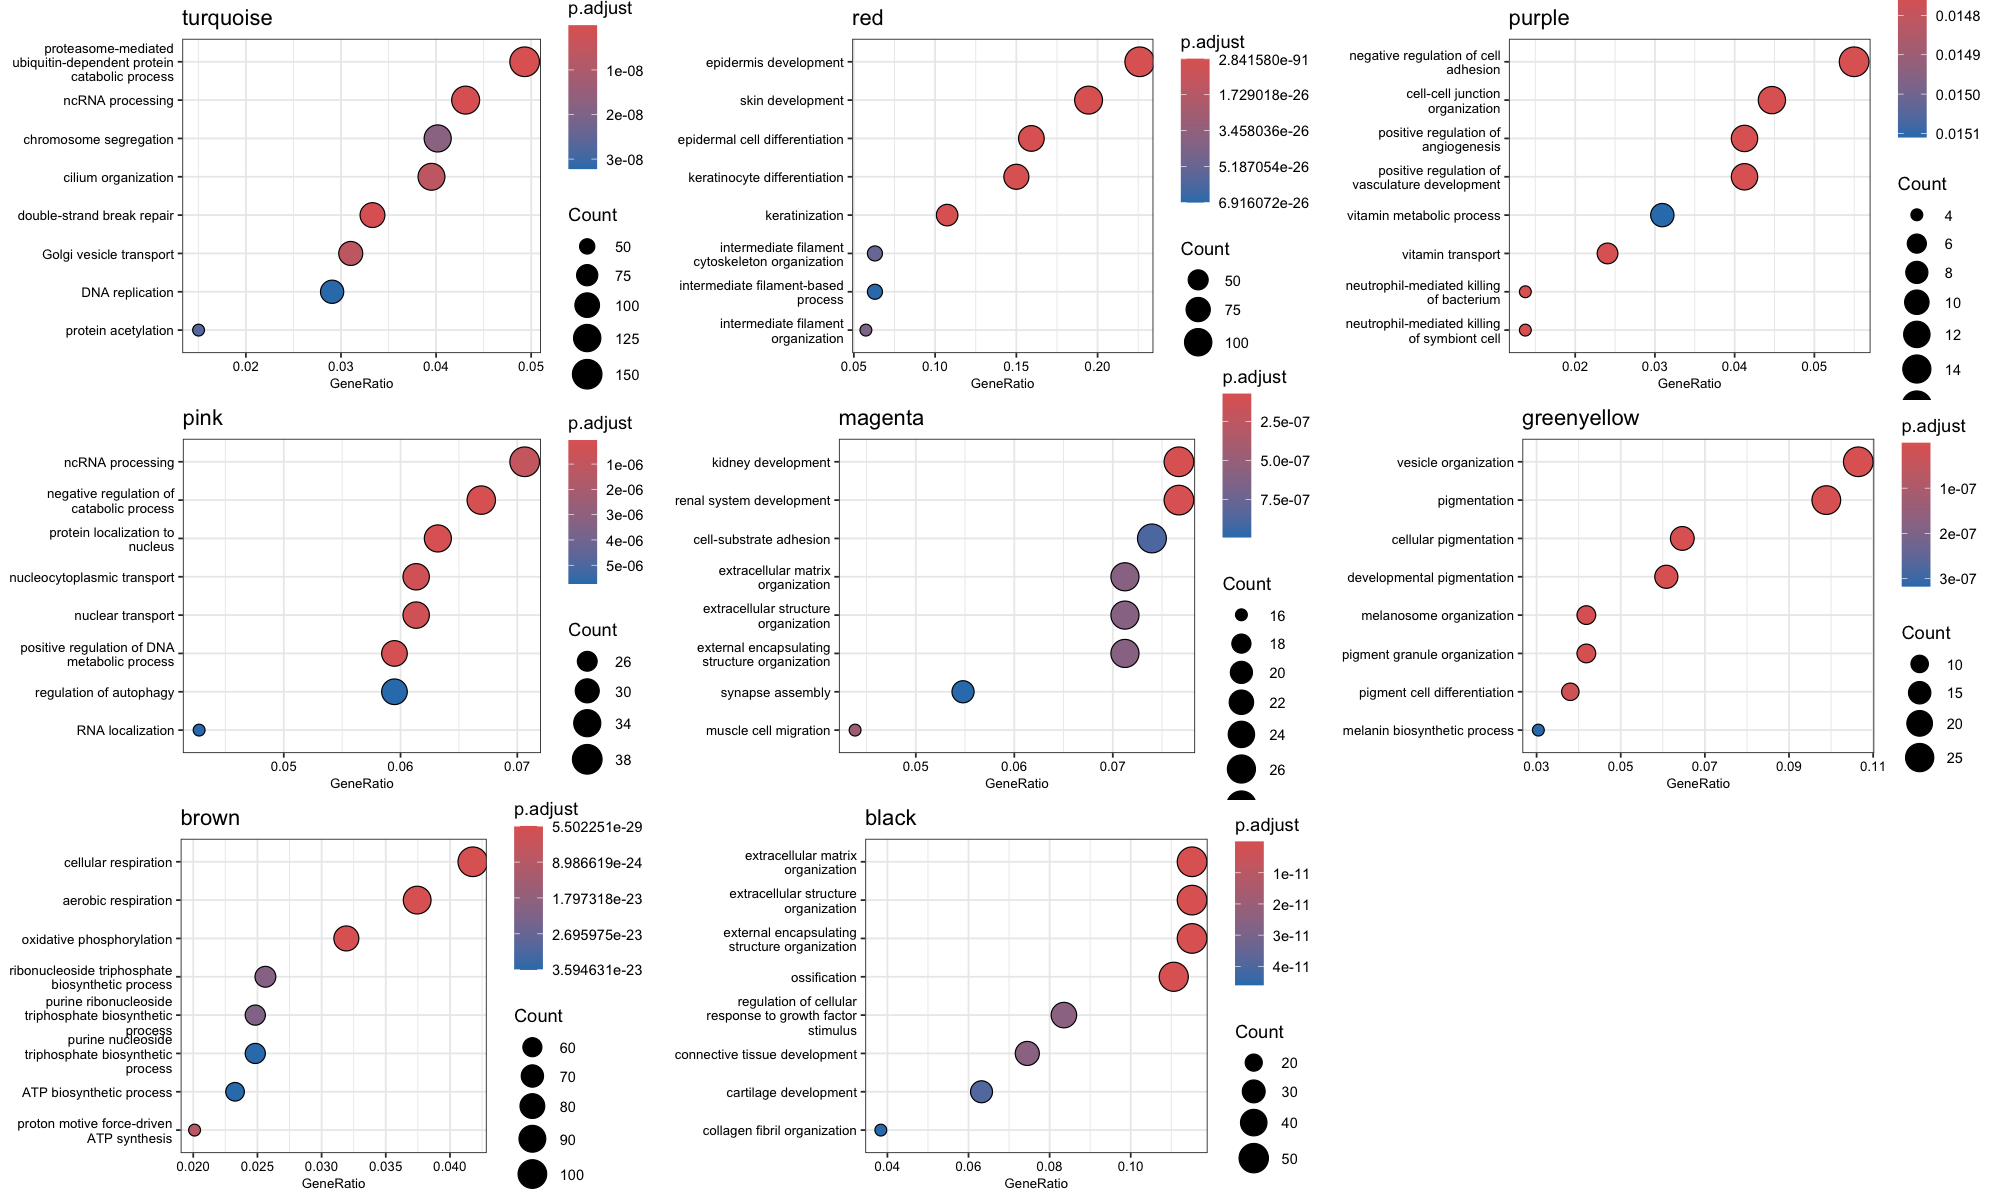 turquoise
proteasome-mediated
ubiquitin-dependent protein
catabolic process
ncRNA processing
chromosome segregation
cilium organization
double-strand break repair
Golgi vesicle transport
DNA replication
protein acetylation
0.02 0.03 0.04 0.05
GeneRatio
p.adjust
1e-08
2e-08
3e-08
Count
50
75
100
125
150
red
epidermis development
skin development
epidermal cell differentiation
keratinocyte differentiation
keratinization
intermediate filament
cytoskeleton organization
intermediate filament-based
process
intermediate filament
organization
0.05 0.10 0.15 0.20
GeneRatio
p.adjust
2.841580e-91
1.729018e-26
3.458036e-26
5.187054e-26
6.916072e-26
Count
50
75
100
purple
negative regulation of cell
adhesion
cell-cell junction
organization
positive regulation of
angiogenesis
positive regulation of
vasculature development
vitamin metabolic process
vitamin transport
neutrophil-mediated killing
of bacterium
neutrophil-mediated killing
of symbiont cell
0.02 0.03 0.04 0.05
GeneRatio
0.0148
0.0149
0.0150
0.0151
Count
4
6
8
10
12
14
pink
ncRNA processing
negative regulation of
catabolic process
protein localization to
nucleus
nucleocytoplasmic transport
nuclear transport
positive regulation of DNA
metabolic process
regulation of autophagy
RNA localization
0.05 0.06 0.07
GeneRatio
p.adjust
1e-06
2e-06
3e-06
4e-06
5e-06
Count
26
30
34
38
magenta
kidney development
renal system development
cell-substrate adhesion
extracellular matrix
organization
extracellular structure
organization
external encapsulating
structure organization
synapse assembly
muscle cell migration
0.05 0.06 0.07
GeneRatio
p.adjust
2.5e-07
5.0e-07
7.5e-07
Count
16
18
20
22
24
26
greenyellow
vesicle organization
pigmentation
cellular pigmentation
developmental pigmentation
melanosome organization
pigment granule organization
pigment cell differentiation
melanin biosynthetic process
0.03 0.05 0.07 0.09 0.11
GeneRatio
p.adjust
1e-07
2e-07
3e-07
Count
10
15
20
25
brown
cellular respiration
aerobic respiration
oxidative phosphorylation
ribonucleoside triphosphate
biosynthetic process
purine ribonucleoside
triphosphate biosynthetic
process
purine nucleoside
triphosphate biosynthetic
process
ATP biosynthetic process
proton motive force-driven
ATP synthesis
0.020 0.025 0.030 0.035 0.040
GeneRatio
p.adjust
5.502251e-29
8.986619e-24
1.797318e-23
2.695975e-23
3.594631e-23
Count
60
70
80
90
100
black
extracellular matrix
organization
extracellular structure
organization
external encapsulating
structure organization
ossification
regulation of cellular
response to growth factor
stimulus
connective tissue development
cartilage development
collagen fibril organization
0.04 0.06 0.08 0.10
GeneRatio
p.adjust
1e-11
2e-11
3e-11
4e-11
Count
20
30
40
50